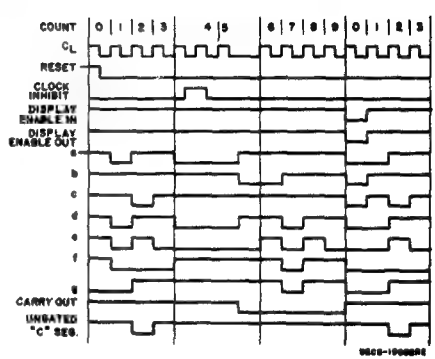 COUNT 0 1 2 3 4 5 6 7 8 9 0 1 2 3
CL
RESET
CLOCK
INHIBIT
DISPLAY
ENABLE IN
DISPLAY
ENABLE OUT
a
b
c
d
e
f
g
CARRY OUT
UNGATED
"C" SEG.